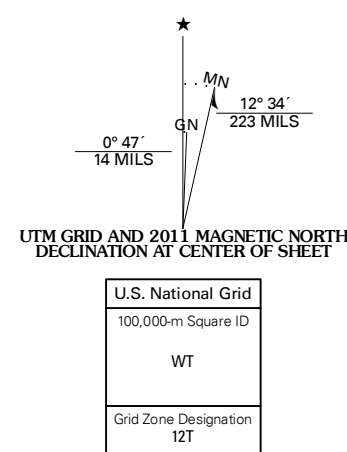 ★
MN
12° 34´
223 MILS
GN
0° 47´
14 MILS
UTM GRID AND 2011 MAGNETIC NORTH
DECLINATION AT CENTER OF SHEET
U.S. National Grid
100,000-m Square ID
WT
Grid Zone Designation
12T